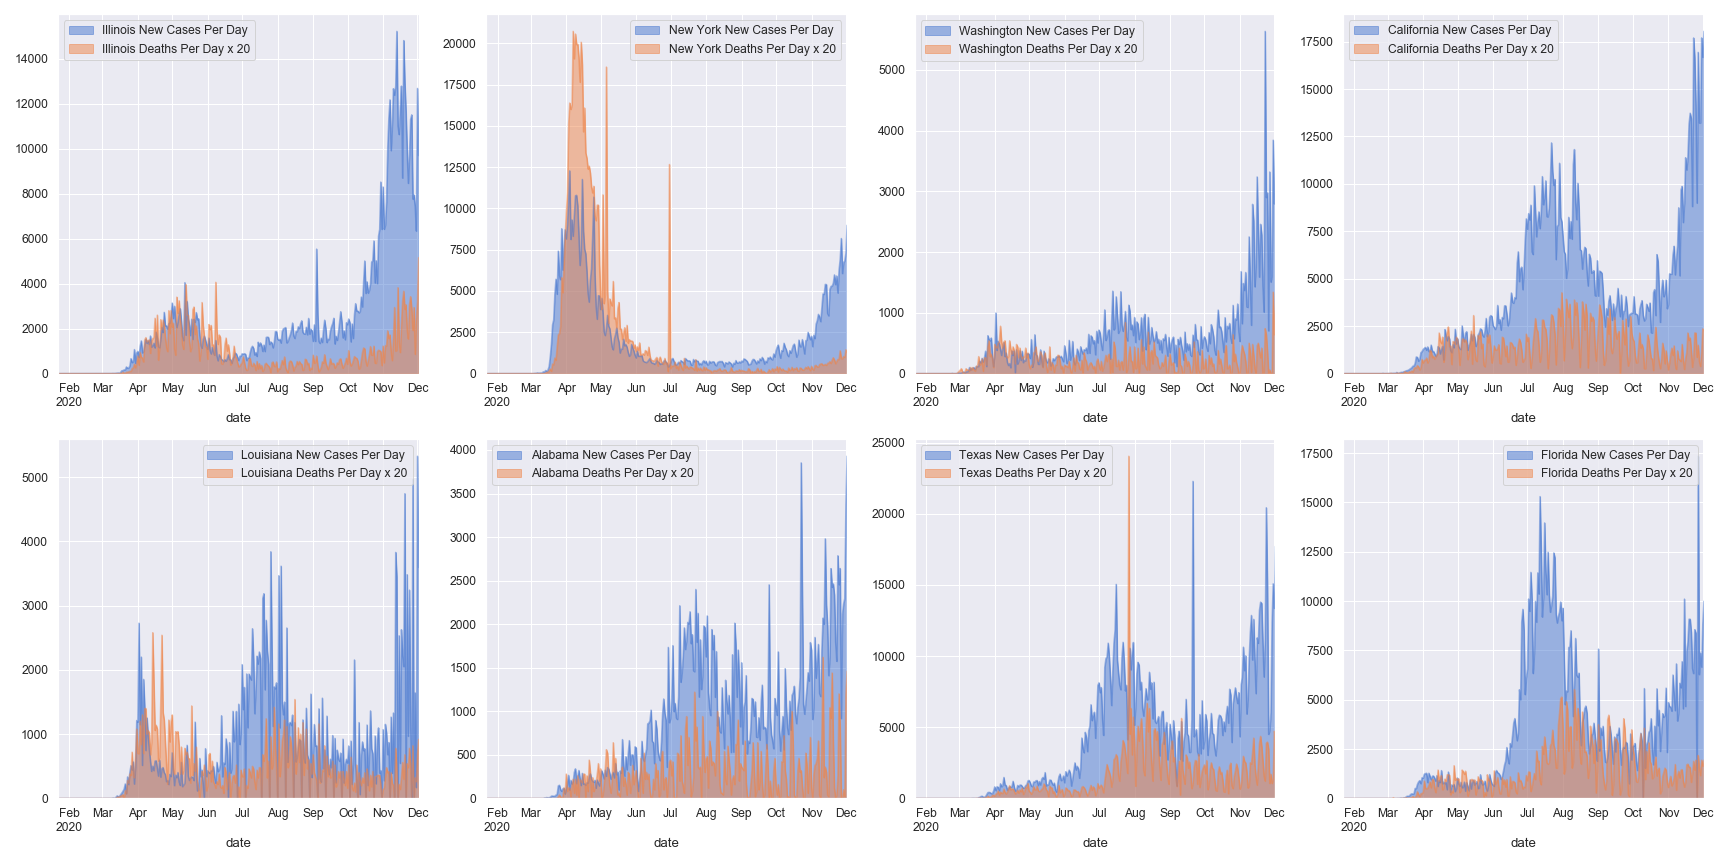 Illinois New Cases Per Day
Illinois Deaths Per Day x 20
14000
12000
10000
8000
6000
4000
2000
0
Feb Mar Apr May Jun Jul Aug Sep Oct Nov Dec
2020
date
New York New Cases Per Day
New York Deaths Per Day x 20
20000
17500
15000
12500
10000
7500
5000
2500
0
Feb Mar Apr May Jun Jul Aug Sep Oct Nov Dec
2020
date
Washington New Cases Per Day
Washington Deaths Per Day x 20
5000
4000
3000
2000
1000
0
Feb Mar Apr May Jun Jul Aug Sep Oct Nov Dec
2020
date
California New Cases Per Day
California Deaths Per Day x 20
17500
15000
12500
10000
7500
5000
2500
0
Feb Mar Apr May Jun Jul Aug Sep Oct Nov Dec
2020
date
Louisiana New Cases Per Day
Louisiana Deaths Per Day x 20
5000
4000
3000
2000
1000
0
Feb Mar Apr May Jun Jul Aug Sep Oct Nov Dec
2020
date
Alabama New Cases Per Day
Alabama Deaths Per Day x 20
4000
3500
3000
2500
2000
1500
1000
500
0
Feb Mar Apr May Jun Jul Aug Sep Oct Nov Dec
2020
date
Texas New Cases Per Day
Texas Deaths Per Day x 20
25000
20000
15000
10000
5000
0
Feb Mar Apr May Jun Jul Aug Sep Oct Nov Dec
2020
date
Florida New Cases Per Day
Florida Deaths Per Day x 20
17500
15000
12500
10000
7500
5000
2500
0
Feb Mar Apr May Jun Jul Aug Sep Oct Nov Dec
2020
date